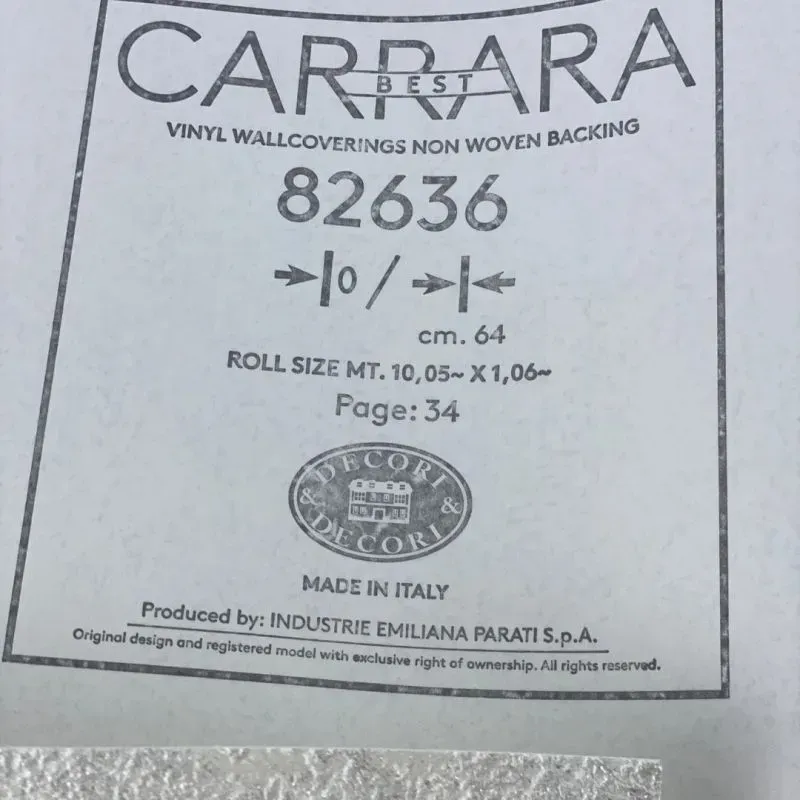 CARRARA
BEST
VINYL WALLCOVERINGS NON WOVEN BACKING
82636
0 /
cm. 64
ROLL SIZE MT. 10,05~ X 1,06~
Page: 34
DECORI
& &
DECORI
MADE IN ITALY
Produced by: INDUSTRIE EMILIANA PARATI S.p.A.
Original design and registered model with exclusive right of ownership. All rights reserved.